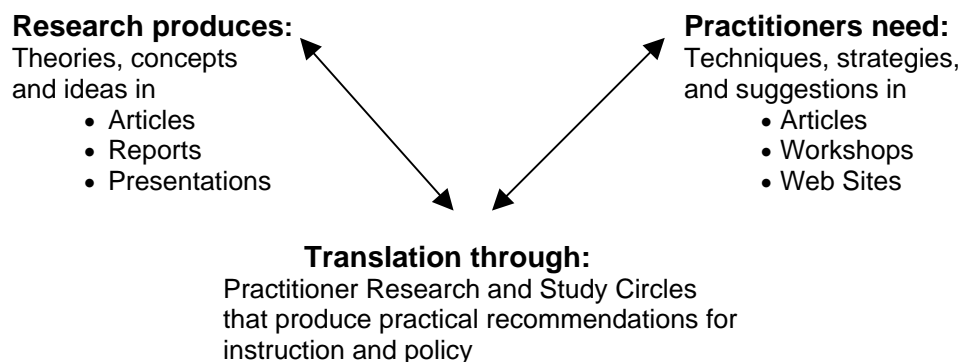 Research produces:
Theories, concepts
and ideas in
• Articles
• Reports
• Presentations
Practitioners need:
Techniques, strategies,
and suggestions in
• Articles
• Workshops
• Web Sites
Translation through:
Practitioner Research and Study Circles
that produce practical recommendations for
instruction and policy